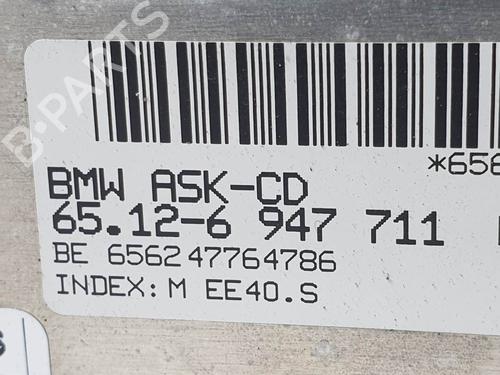 B-PARTS
*656
BMW ASK-CD
65.12-6 947 711
BE 656247764786
INDEX: M EE40.S
S